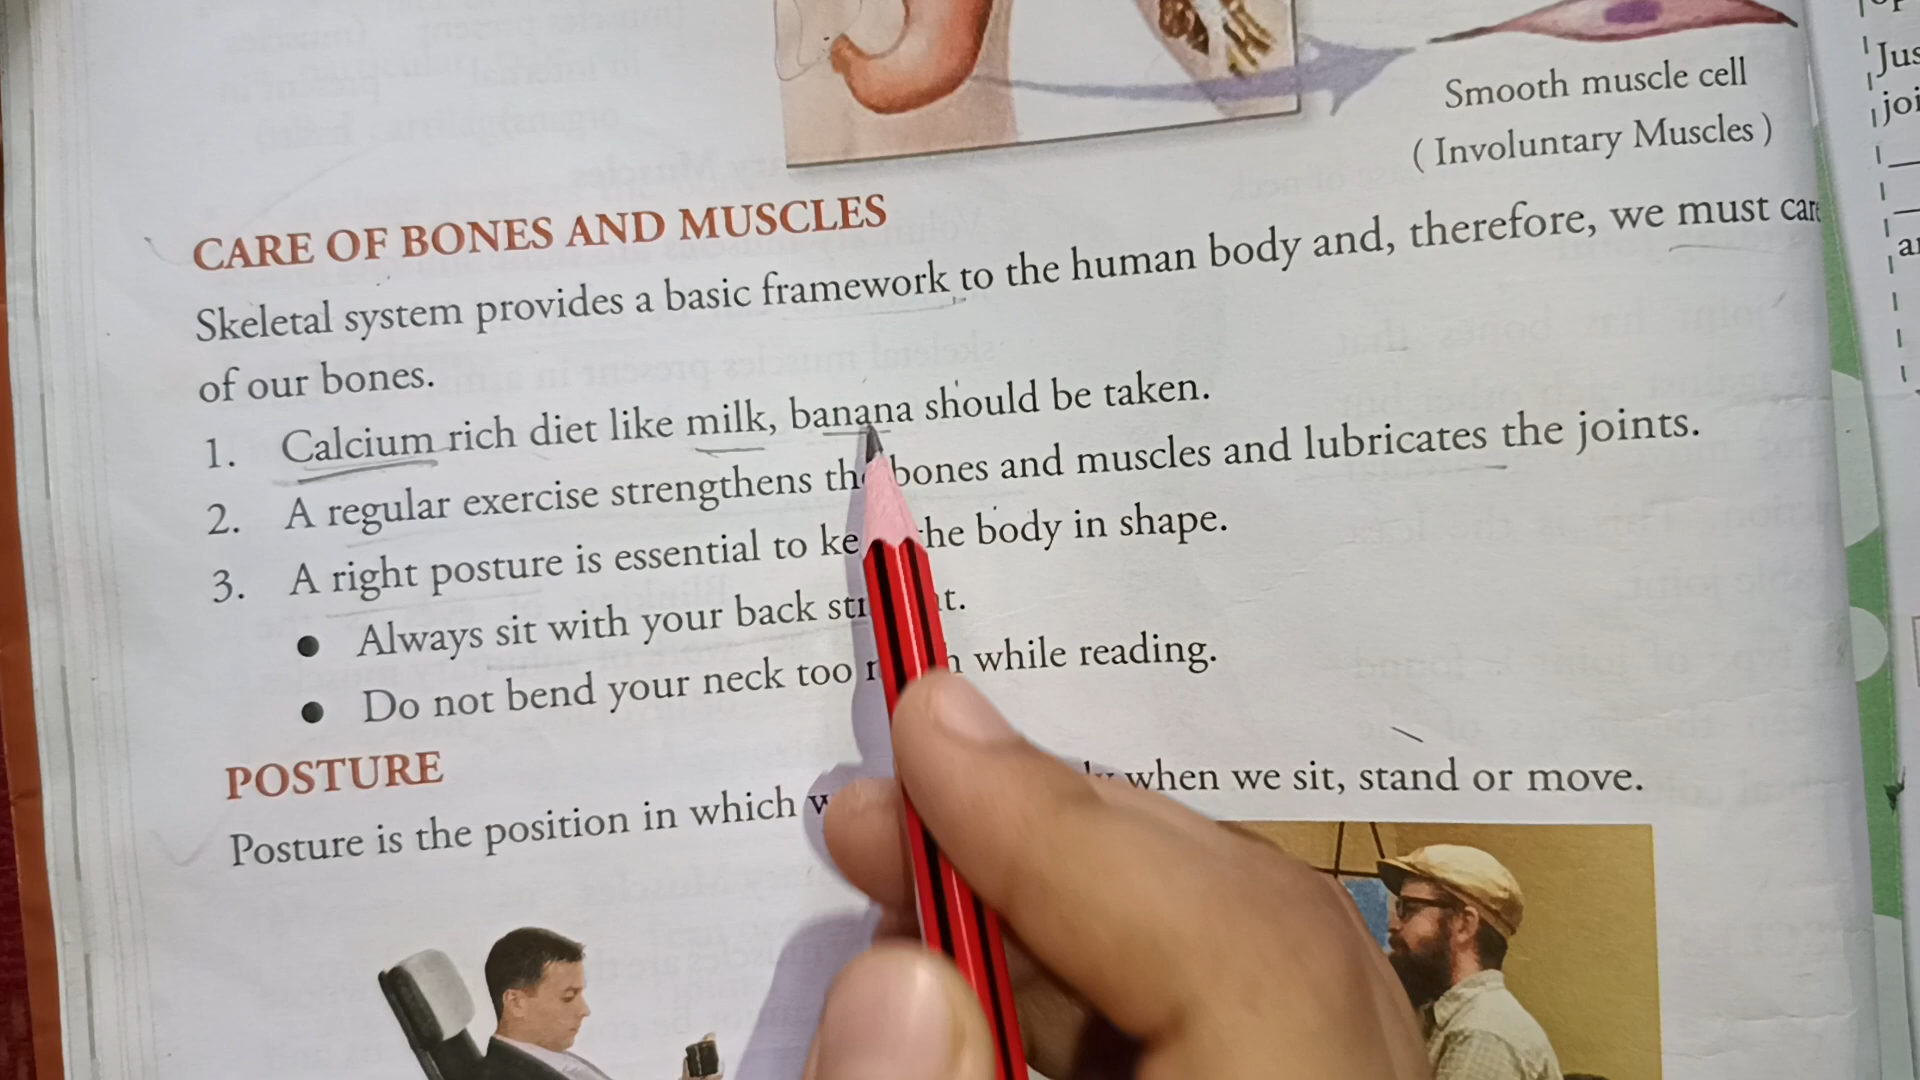 Smooth muscle cell
( Involuntary Muscles )
CARE OF BONES AND MUSCLES
Skeletal system provides a basic framework to the human body and, therefore, we must
of our bones.
1. Calcium rich diet like milk, banana should be taken.
2. A regular exercise strengthens bones and muscles and lubricates the joints.
3. A right posture is essential to the body in shape.
● Always sit with your back
● Do not bend your neck too while reading.
POSTURE
Posture is the position in which when we sit, stand or move.